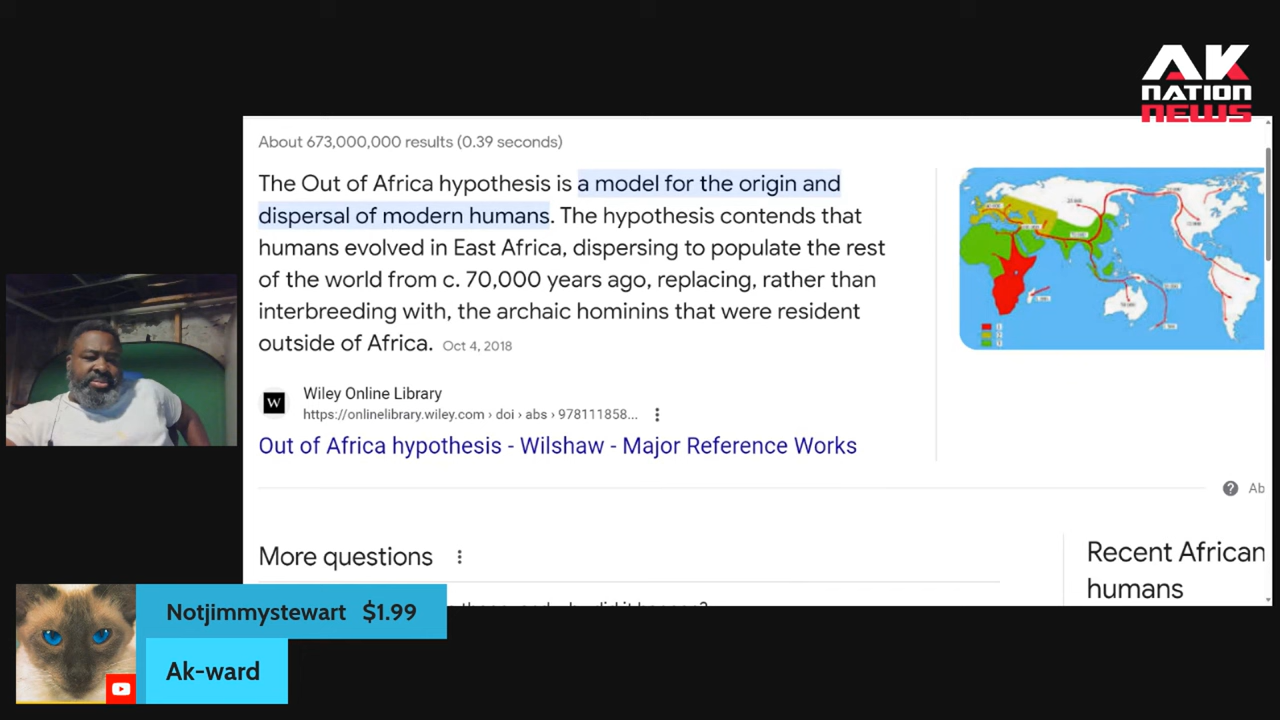 AK
NATION
NEWS
About 673,000,000 results (0.39 seconds)
The Out of Africa hypothesis is a model for the origin and
dispersal of modern humans. The hypothesis contends that
humans evolved in East Africa, dispersing to populate the rest
of the world from c. 70,000 years ago, replacing, rather than
interbreeding with, the archaic hominins that were resident
outside of Africa. Oct 4, 2018
W
Wiley Online Library
https://onlinelibrary.wiley.com › doi › abs › 978111858...
Out of Africa hypothesis - Wilshaw - Major Reference Works
Ab
More questions
Recent African
humans
Notjimmystewart $1.99
Ak-ward